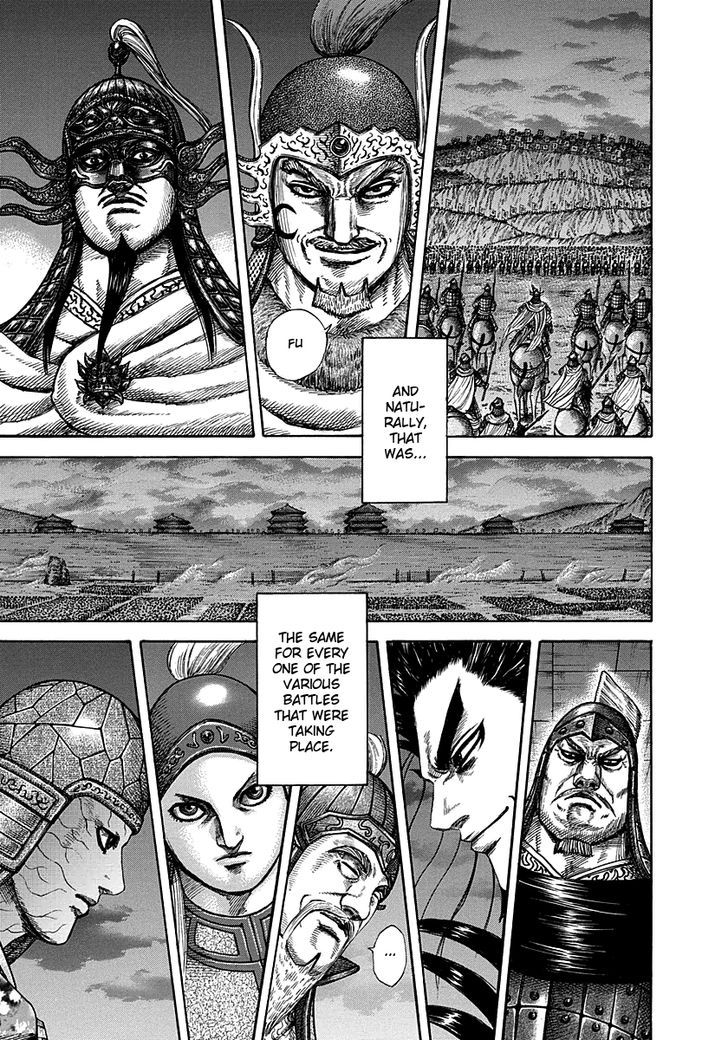 AND
NATU-
RALLY,
THAT
WAS...
FU
THE SAME
FOR EVERY
ONE OF THE
VARIOUS
BATTLES
THAT WERE
TAKING
PLACE.
...